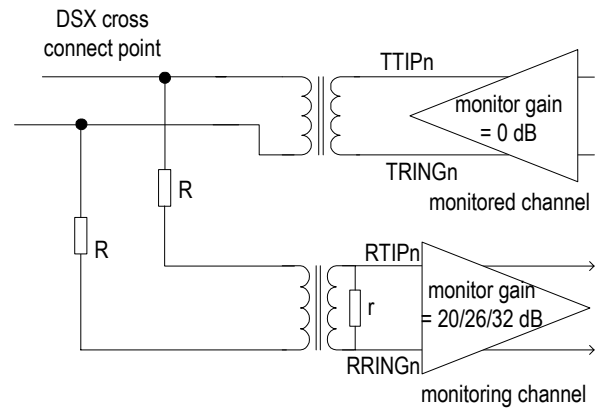 DSX cross
connect point
TTIPn
monitor gain
= 0 dB
TRINGn
monitored channel
R
R
RTIPn
monitor gain
= 20/26/32 dB
r
RRINGn
monitoring channel